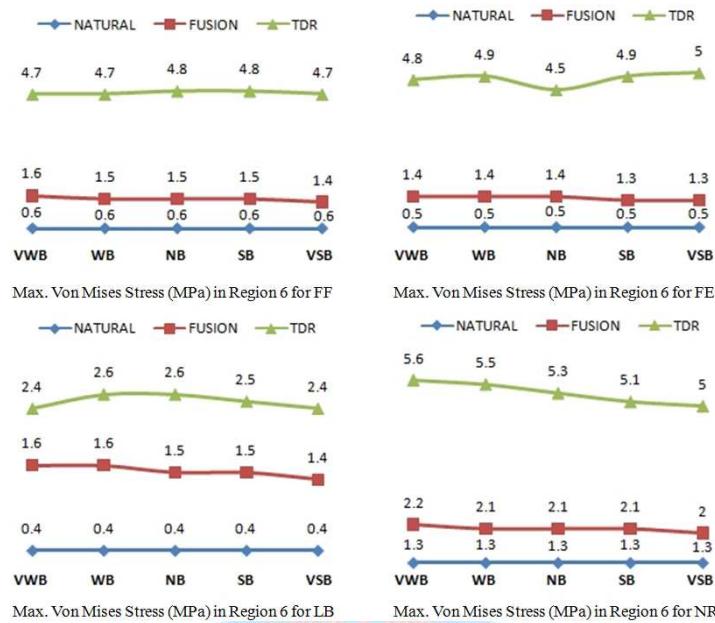 NATURAL FUSION TDR
4.7 4.7 4.8 4.8 4.7
1.6 1.5 1.5 1.5 1.4
0.6 0.6 0.6 0.6 0.6
VWB WB NB SB VSB
Max. Von Mises Stress (MPa) in Region 6 for FF
NATURAL FUSION TDR
4.8 4.9 4.5 4.9 5
1.4 1.4 1.4 1.3 1.3
0.5 0.5 0.5 0.5 0.5
VWB WB NB SB VSB
Max. Von Mises Stress (MPa) in Region 6 for FE
NATURAL FUSION TDR
2.4 2.6 2.6 2.5 2.4
1.6 1.6 1.5 1.5 1.4
0.4 0.4 0.4 0.4 0.4
VWB WB NB SB VSB
Max. Von Mises Stress (MPa) in Region 6 for LB
NATURAL FUSION TDR
5.6 5.5 5.3 5.1 5
2.2 2.1 2.1 2.1 2
1.3 1.3 1.3 1.3 1.3
VWB WB NB SB VSB
Max. Von Mises Stress (MPa) in Region 6 for NR